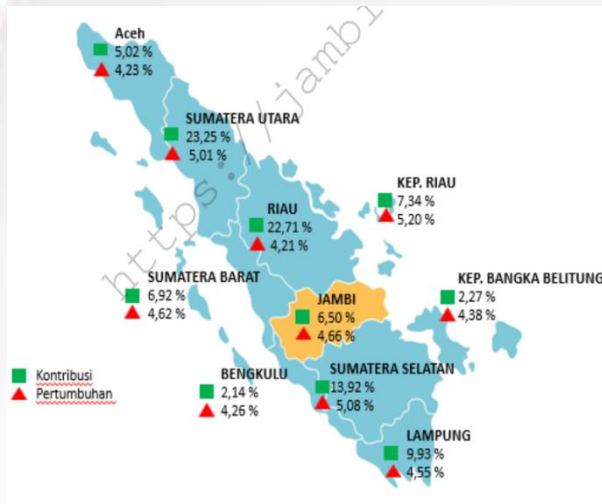 Aceh
5,02 %
4,23 %
SUMATERA UTARA
23,25 %
5,01 %
KEP. RIAU
7,34 %
5,20 %
RIAU
22,71 %
4,21 %
SUMATERA BARAT
6,92 %
4,62 %
JAMBI
6,50 %
4,66 %
KEP. BANGKA BELITUNG
2,27 %
4,38 %
BENGKULU
2,14 %
4,26 %
SUMATERA SELATAN
13,92 %
5,08 %
LAMPUNG
9,93 %
4,55 %
Kontribusi
Pertumbuhan
https://jambi